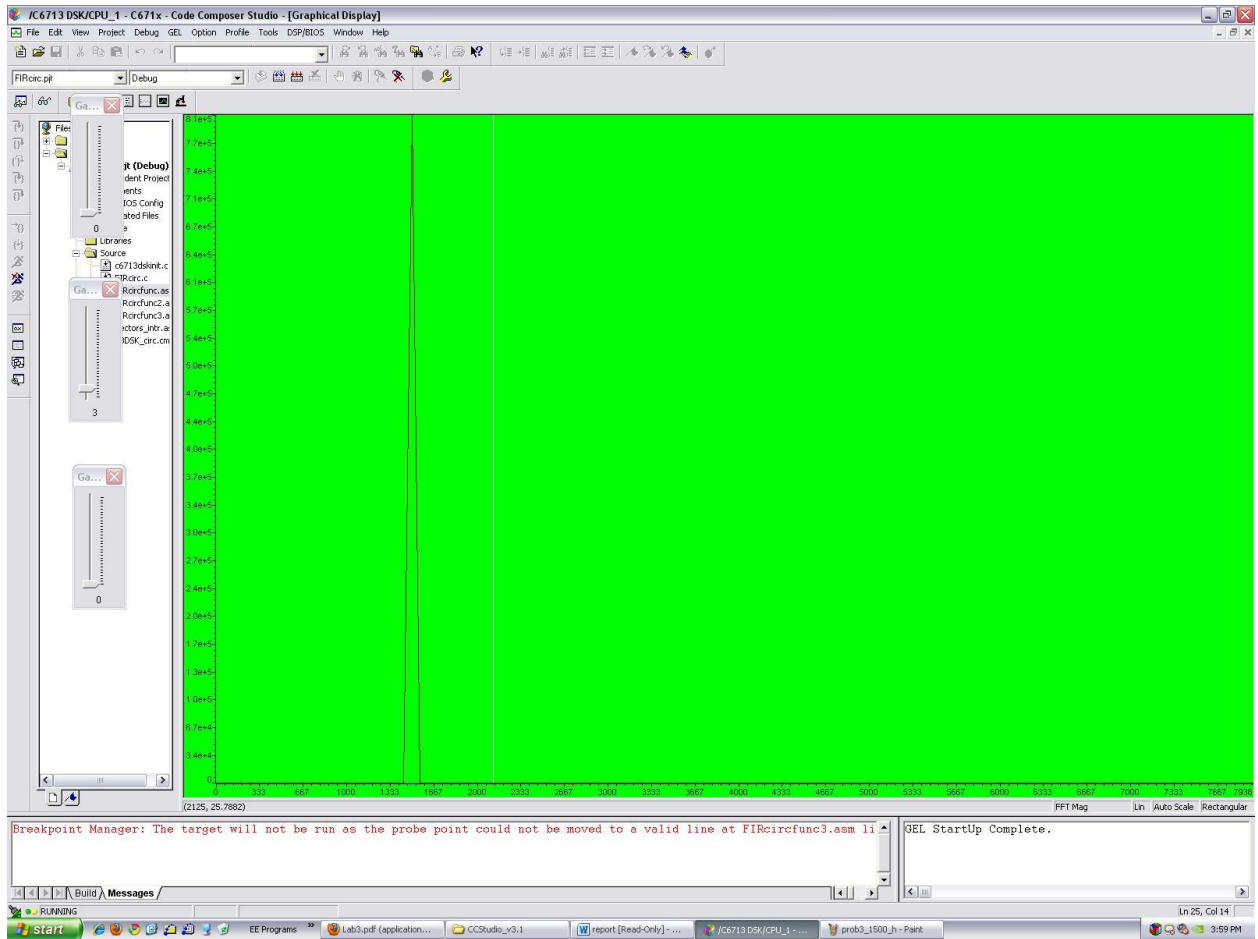 /C6713 DSK/CPU_1 - C671x - Code Composer Studio - [Graphical Display]
File Edit View Project Debug GEL Option Profile Tools DSP/BIOS Window Help
FIRcirc.pjt Debug
Ga...
Files
jt (Debug)
dent Project
ents
IOS Config
ated Files
0
Libraries
Source
c6713dskinit.c
FIRcirc.c
Ga...
Rcircfunc.as
Rcircfunc2.a
Rcircfunc3.a
ectors_intr.a
DSK_circ.cm
3
Ga...
0
8.1e+5
7.7e+5
7.4e+5
7.1e+5
6.7e+5
6.4e+5
6.1e+5
5.7e+5
5.4e+5
5.0e+5
4.7e+5
4.4e+5
4.0e+5
3.7e+5
3.4e+5
3.0e+5
2.7e+5
2.4e+5
2.0e+5
1.7e+5
1.3e+5
1.0e+5
6.7e+4
3.4e+4
0
0 333 667 1000 1333 1667 2000 2333 2667 3000 3333 3667 4000 4333 4667 5000 5333 5667 6000 6333 6667 7000 7333 7667 7938
(2125, 25.7882) FFT Mag Lin Auto Scale Rectangular
Breakpoint Manager: The target will not be run as the probe point could not be moved to a valid line at FIRcircfunc3.asm li
GEL StartUp Complete.
Build Messages
RUNNING Ln 25, Col 14
start EE Programs » Lab3.pdf (application... CCStudio_v3.1 report [Read-Only] - ... /C6713 DSK/CPU_1 - ... prob3_1500_h - Paint 3:59 PM